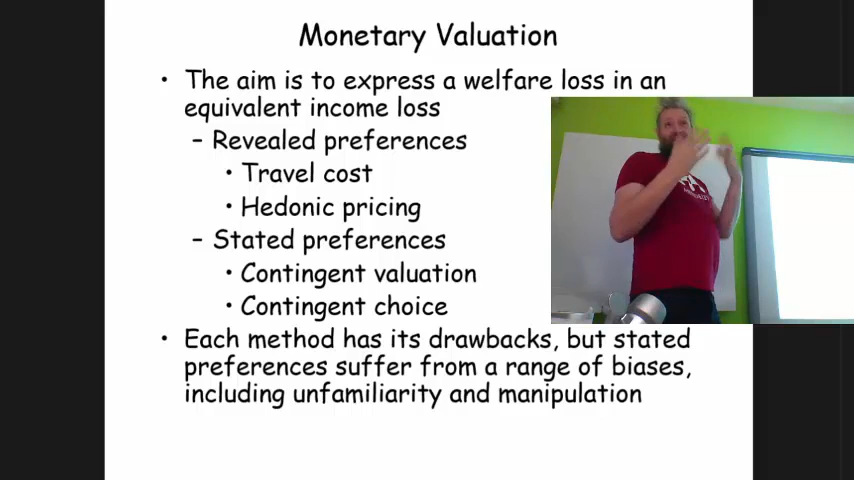 Monetary Valuation
• The aim is to express a welfare loss in an
equivalent income loss
– Revealed preferences
• Travel cost
• Hedonic pricing
– Stated preferences
• Contingent valuation
• Contingent choice
• Each method has its drawbacks, but stated
preferences suffer from a range of biases,
including unfamiliarity and manipulation